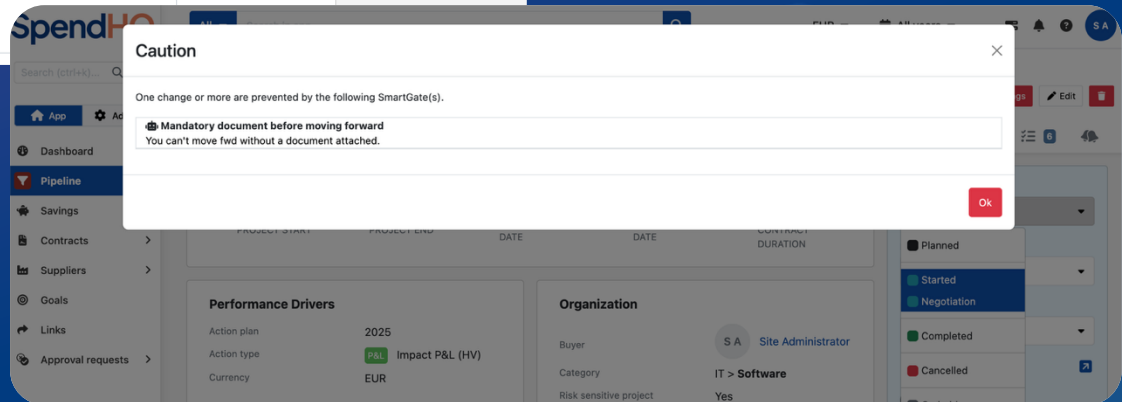 SpendHQ
All
EUR
All years
S A
Search (ctrl+k)...
Caution
One change or more are prevented by the following SmartGate(s).
Mandatory document before moving forward
You can't move fwd without a document attached.
Ok
App
Ad
Edit
6
Dashboard
Pipeline
Savings
Contracts
Suppliers
Goals
Links
Approval requests
PROJECT START
PROJECT END
DATE
DATE
CONTRACT
DURATION
Planned
Started
Negotiation
Completed
Cancelled
Performance Drivers
Action plan
2025
Action type
P&L
Impact P&L (HV)
Currency
EUR
Organization
Buyer
S A
Site Administrator
Category
IT > Software
Risk sensitive project
Yes